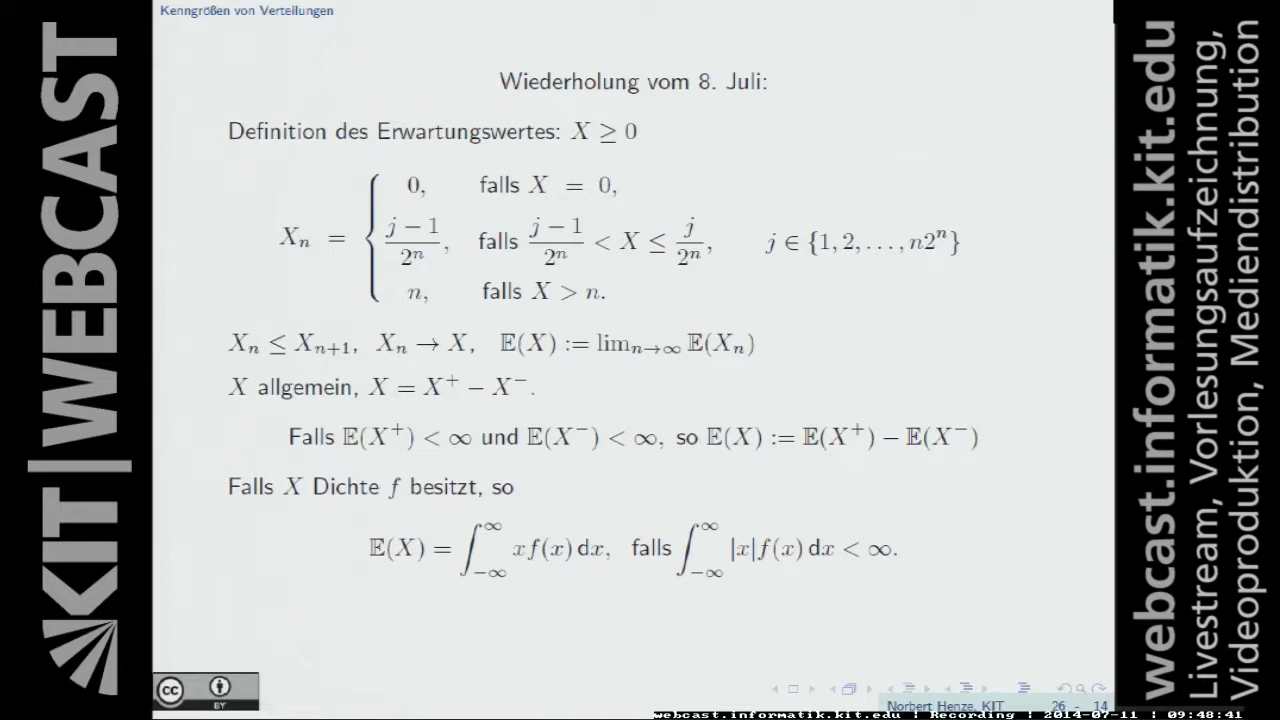 Kenngrößen von Verteilungen
Wiederholung vom 8. Juli:
Definition des Erwartungswertes: X ≥ 0
X_n = { 0, falls X = 0,
(j − 1)/2^n, falls (j − 1)/2^n < X ≤ j/2^n, j ∈ {1, 2, . . . , n2^n}
n, falls X > n.
X_n ≤ X_{n+1}, X_n → X, 𝔼(X) := lim_{n→∞} 𝔼(X_n)
X allgemein, X = X^+ − X^−.
Falls 𝔼(X^+) < ∞ und 𝔼(X^−) < ∞, so 𝔼(X) := 𝔼(X^+) − 𝔼(X^−)
Falls X Dichte f besitzt, so
𝔼(X) = ∫_{−∞}^{∞} x f(x) dx, falls ∫_{−∞}^{∞} |x| f(x) dx < ∞.
Norbert Henze, KIT 26 - 14
webcast.informatik.kit.edu | Recording | 2014-07-11 | 09:48:41
cc BY
KIT | WEBCAST
webcast.informatik.kit.edu
Livestream, Vorlesungsaufzeichnung,
Videoproduktion, Mediendistribution